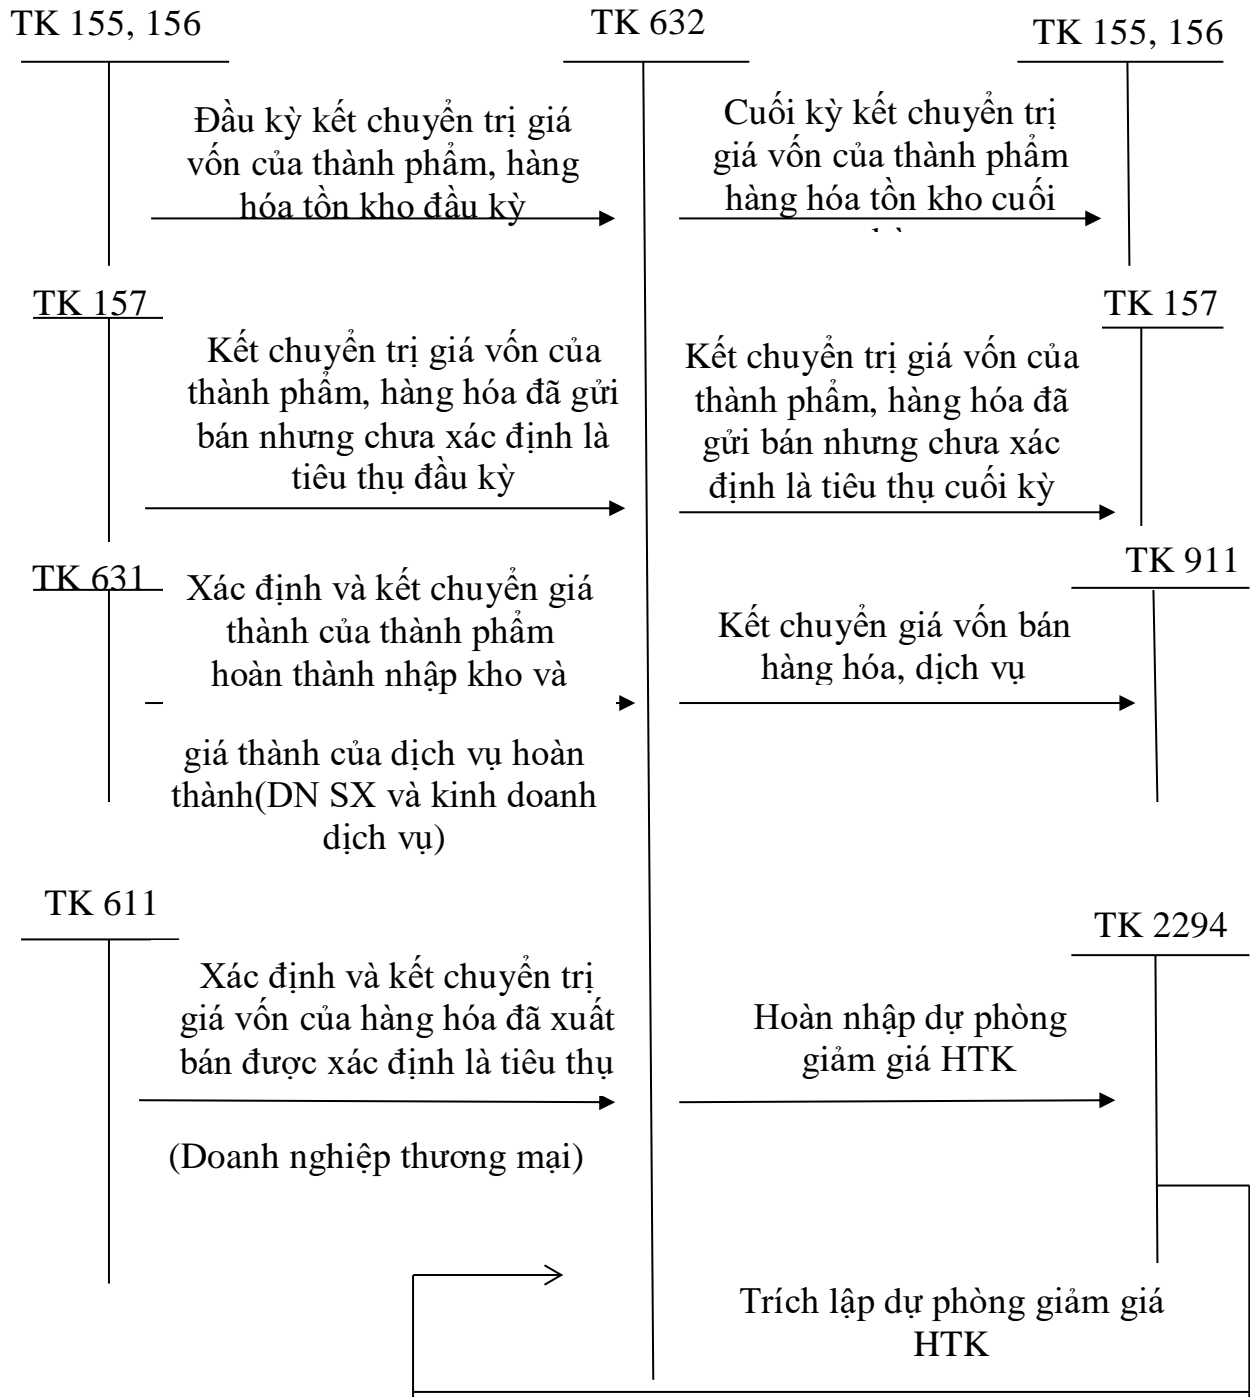 TK 155, 156
TK 632
TK 155, 156
Đầu kỳ kết chuyển trị giá
vốn của thành phẩm, hàng
hóa tồn kho đầu kỳ
Cuối kỳ kết chuyển trị
giá vốn của thành phẩm
hàng hóa tồn kho cuối
TK 157
TK 157
Kết chuyển trị giá vốn của
thành phẩm, hàng hóa đã gửi
bán nhưng chưa xác định là
tiêu thụ đầu kỳ
Kết chuyển trị giá vốn của
thành phẩm, hàng hóa đã
gửi bán nhưng chưa xác
định là tiêu thụ cuối kỳ
TK 631
TK 911
Xác định và kết chuyển giá
thành của thành phẩm
hoàn thành nhập kho và
giá thành của dịch vụ hoàn
thành(DN SX và kinh doanh
dịch vụ)
Kết chuyển giá vốn bán
hàng hóa, dịch vụ
TK 611
TK 2294
Xác định và kết chuyển trị
giá vốn của hàng hóa đã xuất
bán được xác định là tiêu thụ
(Doanh nghiệp thương mại)
Hoàn nhập dự phòng
giảm giá HTK
Trích lập dự phòng giảm giá
HTK